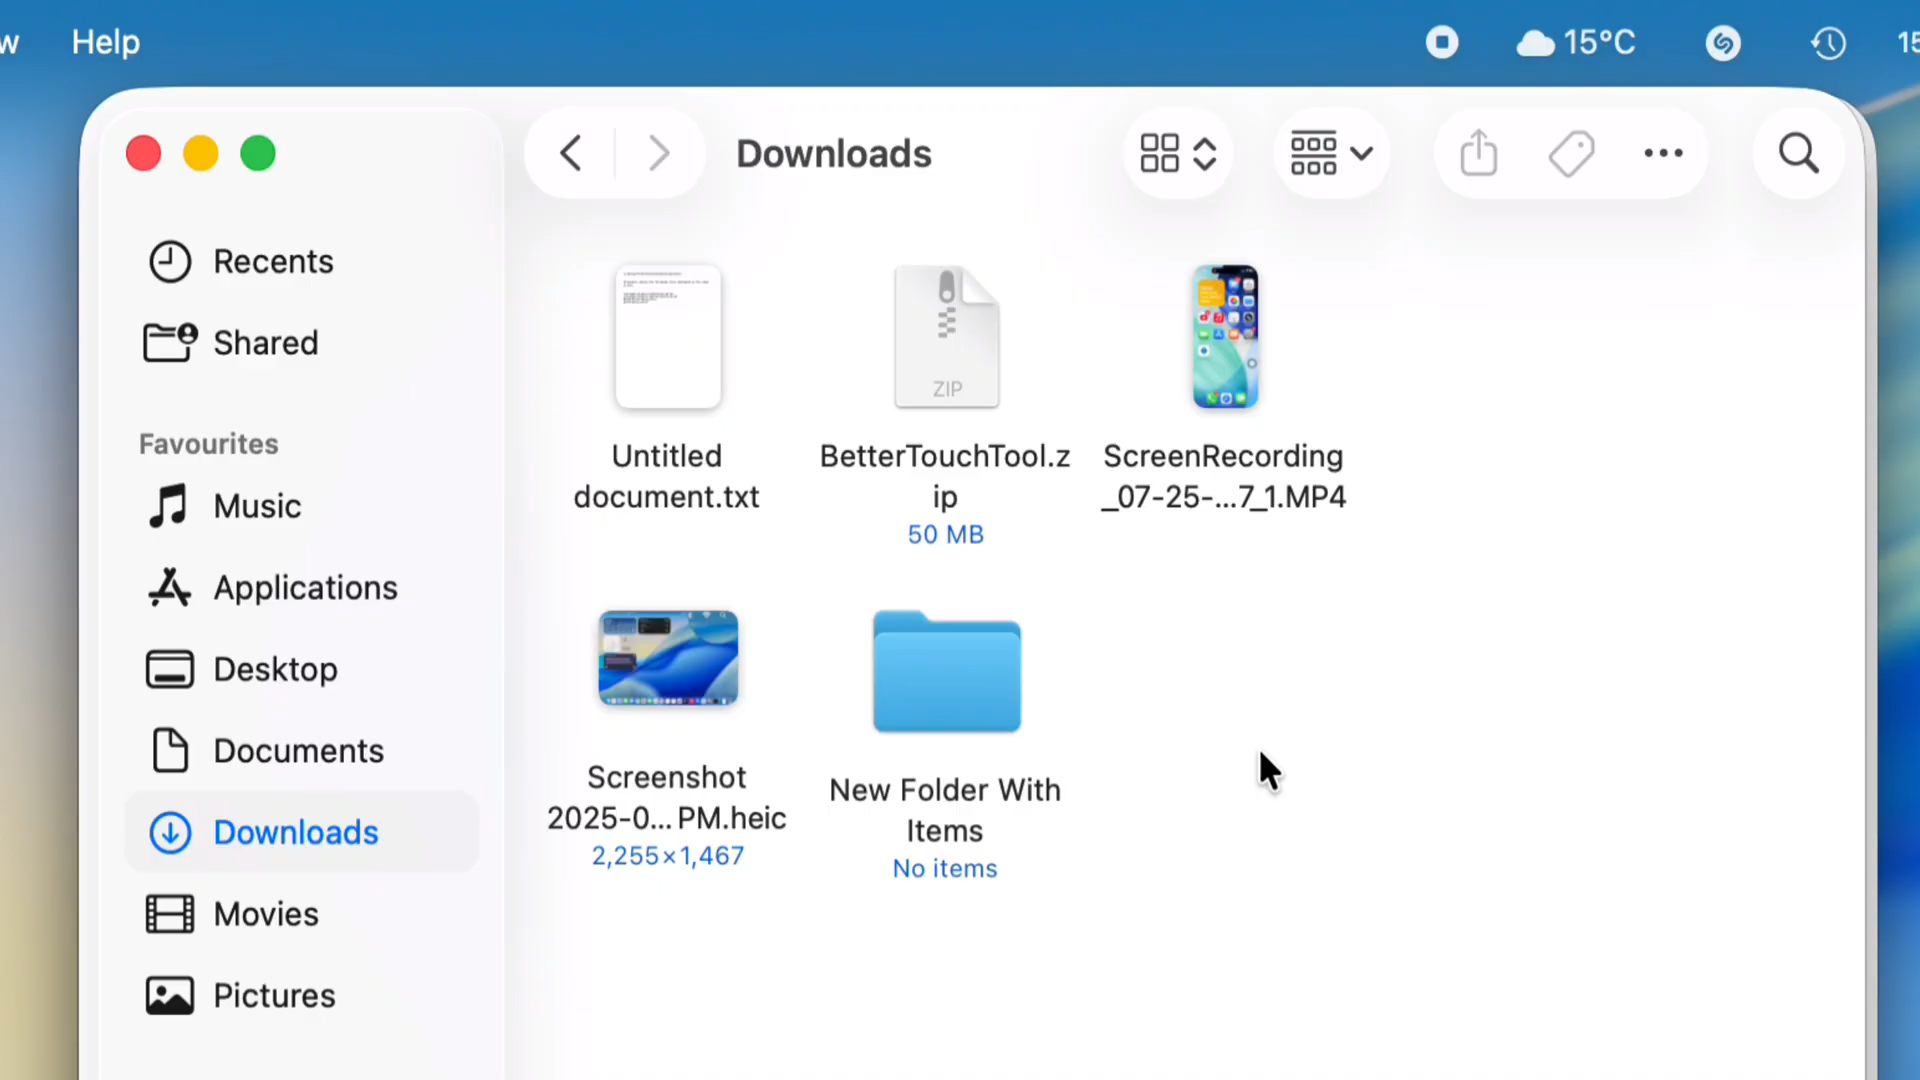 Help
15°C
Downloads
Recents
Shared
Favourites
Music
Applications
Desktop
Documents
Downloads
Movies
Pictures
Untitled
document.txt
ZIP
BetterTouchTool.z
ip
50 MB
ScreenRecording
_07-25-...7_1.MP4
Screenshot
2025-0... PM.heic
2,255×1,467
New Folder With
Items
No items